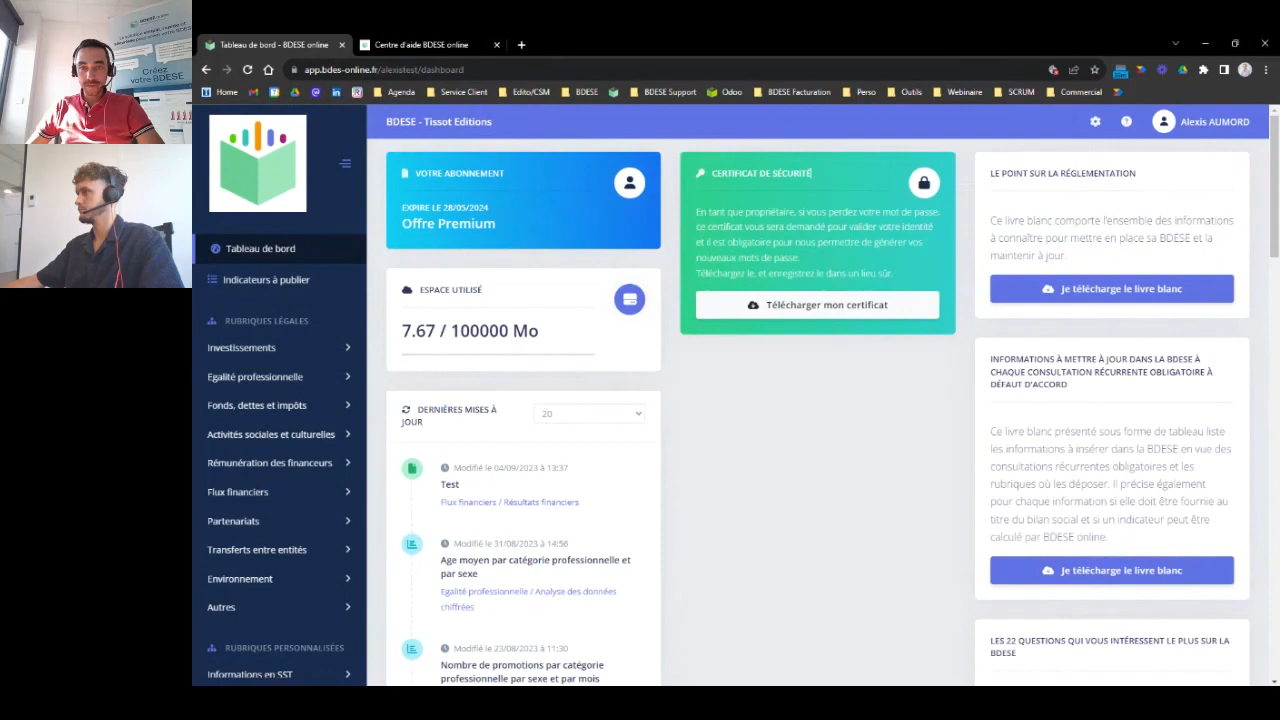 Créez
votre BDESE
Tableau de bord - BDESE online
Centre d'aide BDESE online
app.bdes-online.fr/alexistest/dashboard
Home
Agenda
Service Client
Edito/CSM
BDESE
BDESE Support
Odoo
BDESE Facturation
Perso
Outils
Webinaire
SCRUM
Commercial
BDESE - Tissot Editions
Alexis AUMORD
Tableau de bord
Indicateurs à publier
RUBRIQUES LÉGALES
Investissements
Egalité professionnelle
Fonds, dettes et impôts
Activités sociales et culturelles
Rémunération des financeurs
Flux financiers
Partenariats
Transferts entre entités
Environnement
Autres
RUBRIQUES PERSONNALISÉES
Informations en SST
VOTRE ABONNEMENT
EXPIRE LE 28/05/2024
Offre Premium
ESPACE UTILISÉ
7.67 / 100000 Mo
DERNIÈRES MISES À
JOUR
20
Modifié le 04/09/2023 à 13:37
Test
Flux financiers / Résultats financiers
Modifié le 31/08/2023 à 14:56
Age moyen par catégorie professionnelle et
par sexe
Egalité professionnelle / Analyse des données
chiffrées
Modifié le 23/08/2023 à 11:30
Nombre de promotions par catégorie
professionnelle par sexe et par mois
CERTIFICAT DE SÉCURITÉ
En tant que propriétaire, si vous perdez votre mot de passe,
ce certificat vous sera demandé pour valider votre identité
et il est obligatoire pour nous permettre de générer vos
nouveaux mots de passe.
Téléchargez le, et enregistrez le dans un lieu sûr.
Télécharger mon certificat
LE POINT SUR LA RÉGLEMENTATION
Ce livre blanc comporte l'ensemble des informations
à connaître pour mettre en place sa BDESE et la
maintenir à jour.
Je télécharge le livre blanc
INFORMATIONS À METTRE À JOUR DANS LA BDESE À
CHAQUE CONSULTATION RÉCURRENTE OBLIGATOIRE À
DÉFAUT D'ACCORD
Ce livre blanc présenté sous forme de tableau liste
les informations à insérer dans la BDESE en vue des
consultations récurrentes obligatoires et les
rubriques où les déposer. Il précise également
pour chaque information si elle doit être fournie au
titre du bilan social et si un indicateur peut être
calculé par BDESE online.
Je télécharge le livre blanc
LES 22 QUESTIONS QUI VOUS INTÉRESSENT LE PLUS SUR LA
BDESE